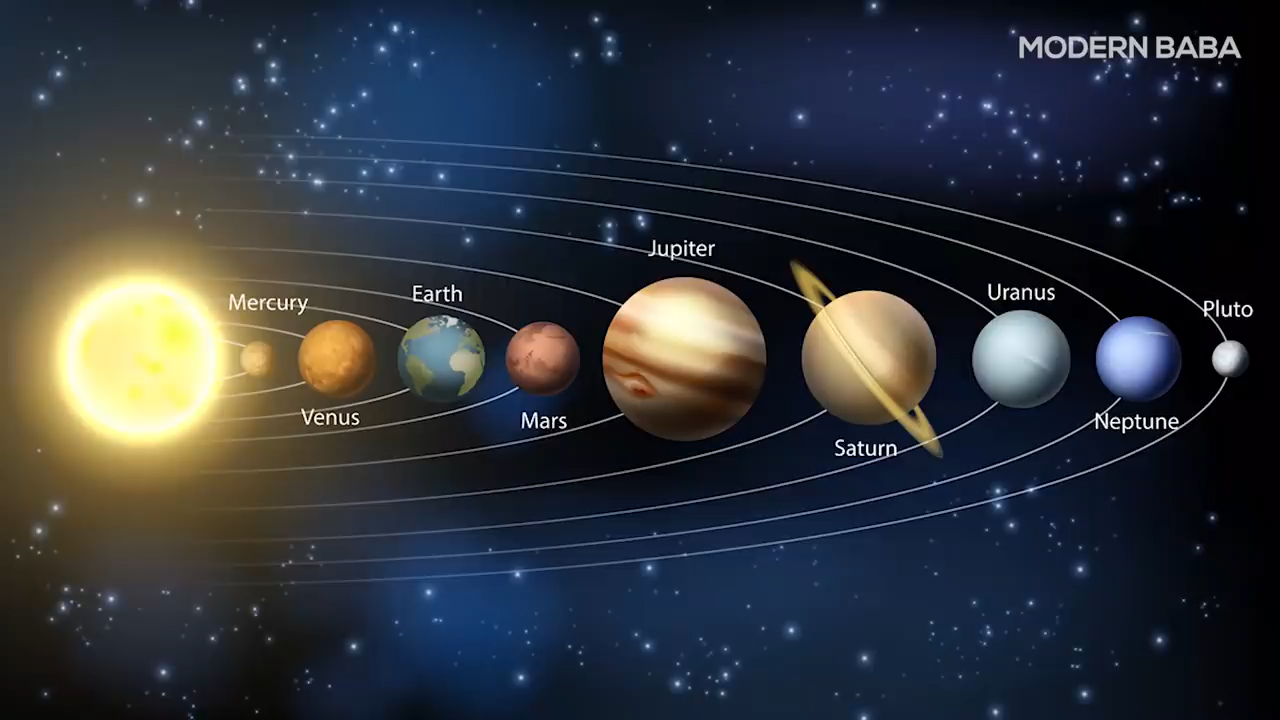 MODERN BABA
Mercury
Venus
Earth
Mars
Jupiter
Saturn
Uranus
Neptune
Pluto